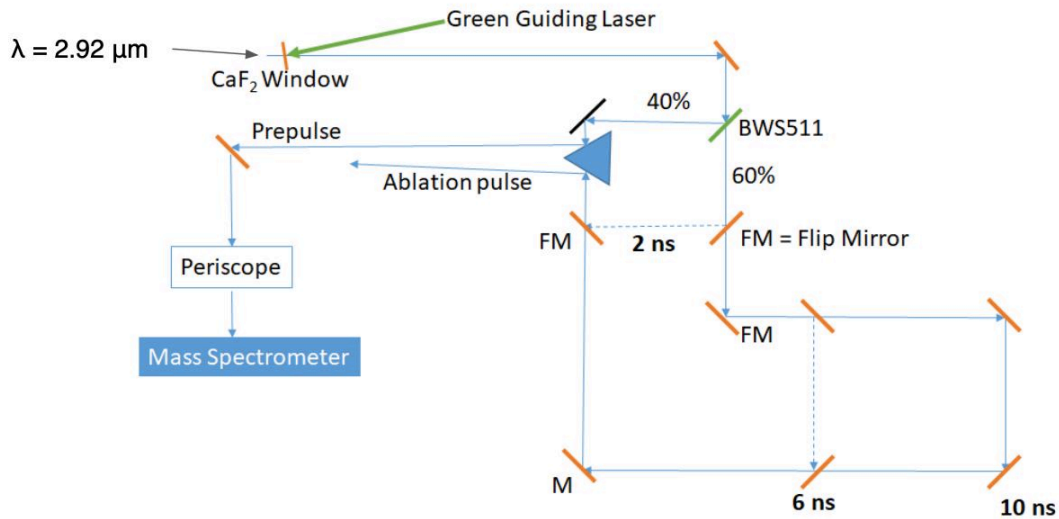 Green Guiding Laser
λ = 2.92 µm
CaF₂ Window
40%
BWS511
Prepulse
60%
Ablation pulse
FM
2 ns
FM = Flip Mirror
Periscope
FM
Mass Spectrometer
M
6 ns
10 ns